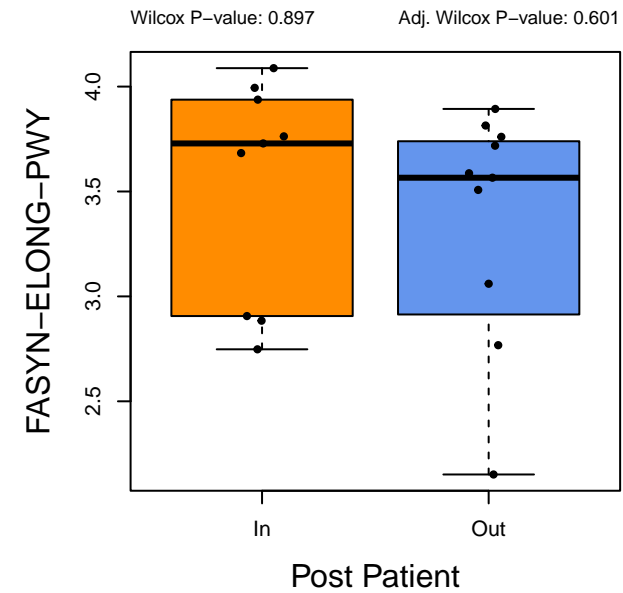 Wilcox P−value: 0.897
Adj. Wilcox P−value: 0.601
FASYN−ELONG−PWY
4.0
3.5
3.0
2.5
In
Out
Post Patient